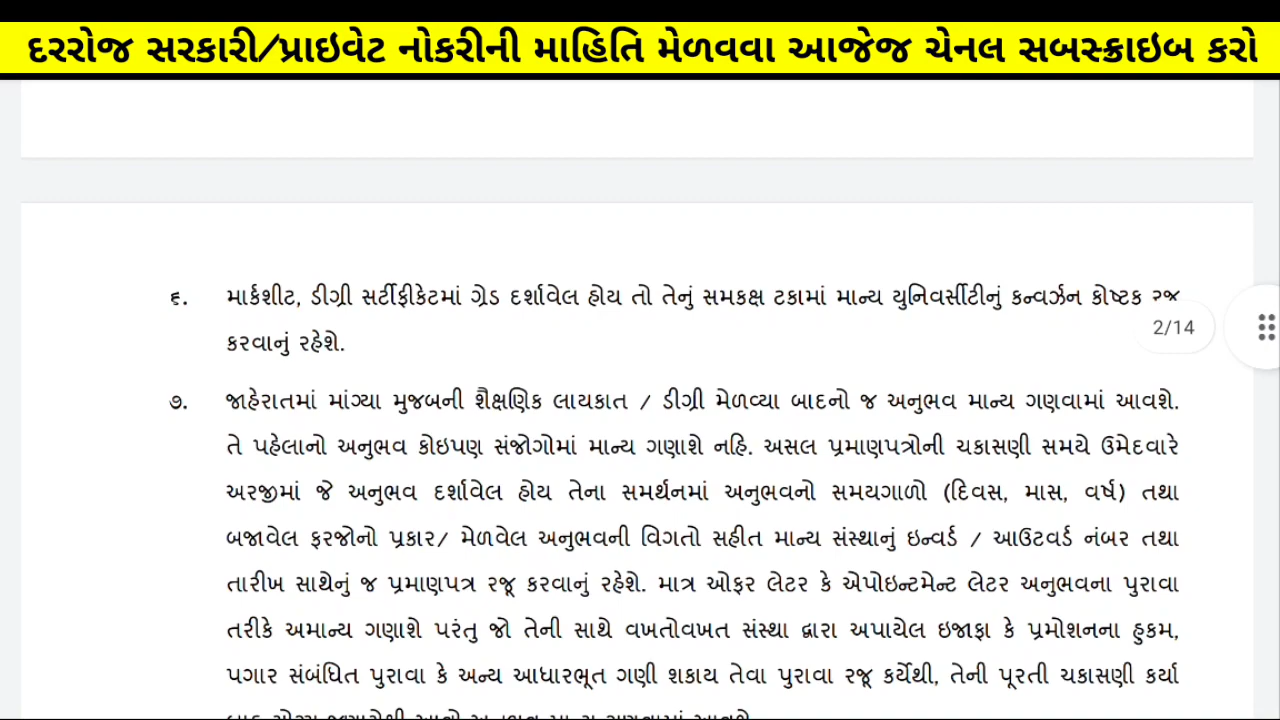 દરરોજ સરકારી/પ્રાઇવેટ નોકરીની માહિતિ મેળવવા આજેજ ચેનલ સબસ્ક્રાઇબ કરો
૬. માર્કશીટ, ડીગ્રી સર્ટીફીકેટમાં ગ્રેડ દર્શાવેલ હોય તો તેનું સમકક્ષ ટકામાં માન્ય યુનિવર્સીટીનું કન્વર્ઝન કોષ્ટક રજૂ
કરવાનું રહેશે.
2/14
૭. જાહેરાતમાં માંગ્યા મુજબની શૈક્ષણિક લાયકાત / ડીગ્રી મેળવ્યા બાદનો જ અનુભવ માન્ય ગણવામાં આવશે.
તે પહેલાનો અનુભવ કોઇપણ સંજોગોમાં માન્ય ગણાશે નહિ. અસલ પ્રમાણપત્રોની ચકાસણી સમયે ઉમેદવારે
અરજીમાં જે અનુભવ દર્શાવેલ હોય તેના સમર્થનમાં અનુભવનો સમયગાળો (દિવસ, માસ, વર્ષ) તથા
બજાવેલ ફરજોનો પ્રકાર/ મેળવેલ અનુભવની વિગતો સહીત માન્ય સંસ્થાનું ઇન્વર્ડ / આઉટવર્ડ નંબર તથા
તારીખ સાથેનું જ પ્રમાણપત્ર રજૂ કરવાનું રહેશે. માત્ર ઓફર લેટર કે એપોઇન્ટમેન્ટ લેટર અનુભવના પુરાવા
તરીકે અમાન્ય ગણાશે પરંતુ જો તેની સાથે વખતોવખત સંસ્થા દ્વારા અપાયેલ ઇજાફા કે પ્રમોશનના હુકમ,
પગાર સંબંધિત પુરાવા કે અન્ય આધારભૂત ગણી શકાય તેવા પુરાવા રજૂ કર્યેથી, તેની પૂરતી ચકાસણી કર્યા